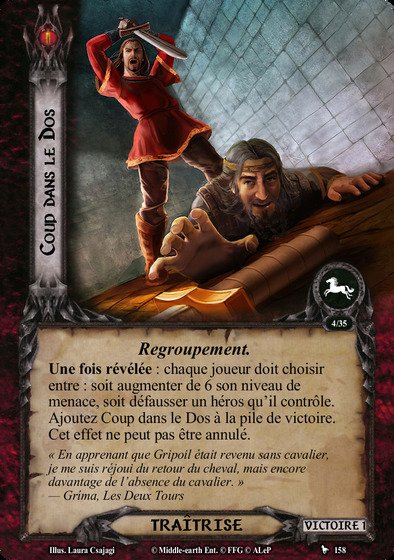 Coup dans le Dos
4/35
Regroupement.
Une fois révélée : chaque joueur doit choisir
entre : soit augmenter de 6 son niveau de
menace, soit défausser un héros qu'il contrôle.
Ajoutez Coup dans le Dos à la pile de victoire.
Cet effet ne peut pas être annulé.
« En apprenant que Gripoil était revenu sans cavalier,
je me suis réjoui du retour du cheval, mais encore
davantage de l'absence du cavalier. »
— Gríma, Les Deux Tours
TRAÎTRISE
VICTOIRE 1
Illus. Laura Csajagi
© Middle-earth Ent. © FFG © ALeP
158